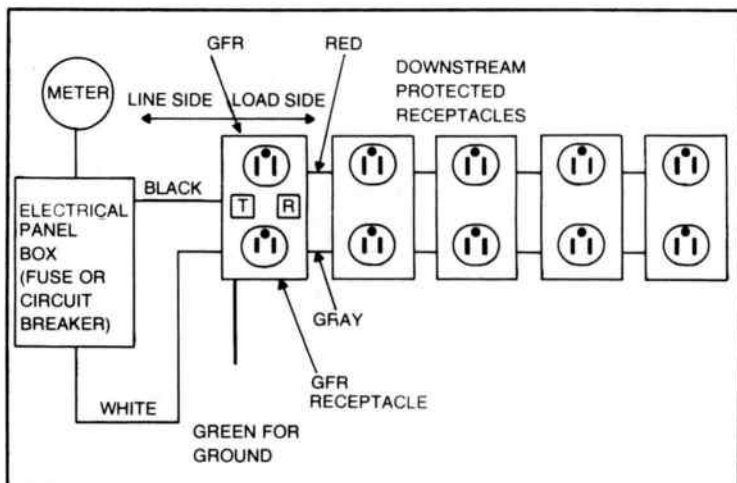 GFR
RED
METER
LINE SIDE
LOAD SIDE
DOWNSTREAM
PROTECTED
RECEPTACLES
BLACK
T
R
ELECTRICAL
PANEL
BOX
(FUSE OR
CIRCUIT
BREAKER)
GRAY
GFR
RECEPTACLE
WHITE
GREEN FOR
GROUND